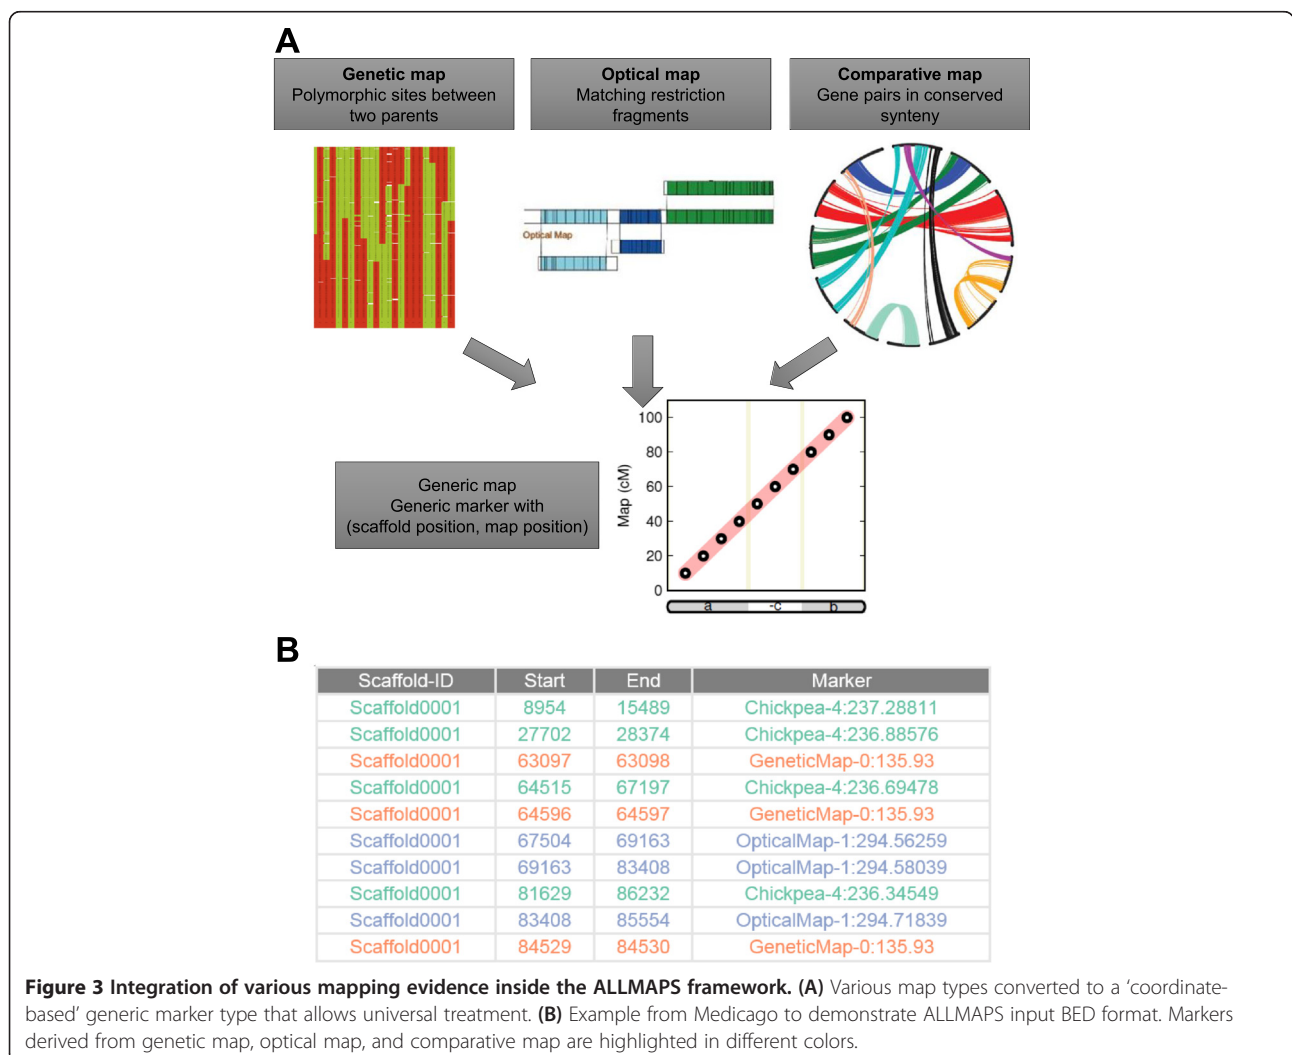 A
Genetic map
Polymorphic sites between
two parents
Optical map
Matching restriction
fragments
Comparative map
Gene pairs in conserved
synteny
Optical Map
Generic map
Generic marker with
(scaffold position, map position)
Map (cM)
100
80
60
40
20
0
a -c b
B
Scaffold-ID Start End Marker
Scaffold0001 8954 15489 Chickpea-4:237.28811
Scaffold0001 27702 28374 Chickpea-4:236.88576
Scaffold0001 63097 63098 GeneticMap-0:135.93
Scaffold0001 64515 67197 Chickpea-4:236.69478
Scaffold0001 64596 64597 GeneticMap-0:135.93
Scaffold0001 67504 69163 OpticalMap-1:294.56259
Scaffold0001 69163 83408 OpticalMap-1:294.58039
Scaffold0001 81629 86232 Chickpea-4:236.34549
Scaffold0001 83408 85554 OpticalMap-1:294.71839
Scaffold0001 84529 84530 GeneticMap-0:135.93
Figure 3 Integration of various mapping evidence inside the ALLMAPS framework. (A) Various map types converted to a ‘coordinate-
based’ generic marker type that allows universal treatment. (B) Example from Medicago to demonstrate ALLMAPS input BED format. Markers
derived from genetic map, optical map, and comparative map are highlighted in different colors.